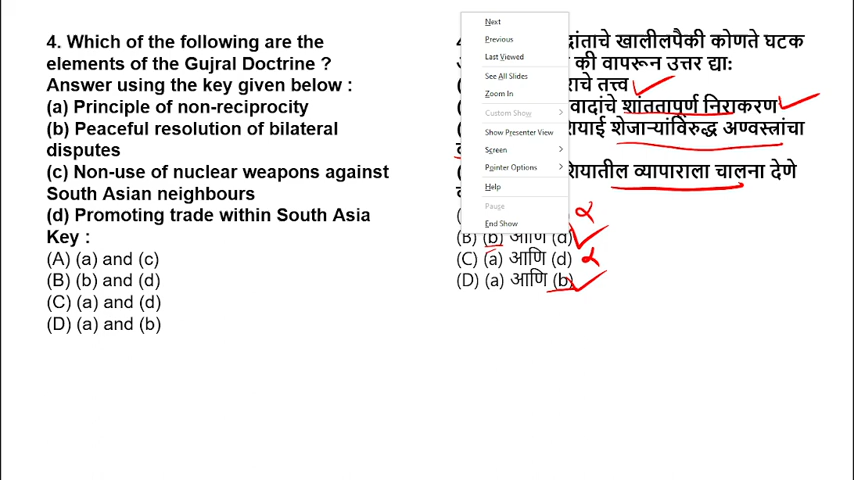 4. Which of the following are the
elements of the Gujral Doctrine ?
Answer using the key given below :
(a) Principle of non-reciprocity
(b) Peaceful resolution of bilateral
disputes
(c) Non-use of nuclear weapons against
South Asian neighbours
(d) Promoting trade within South Asia
Key :
(A) (a) and (c)
(B) (b) and (d)
(C) (a) and (d)
(D) (a) and (b)
खालीलपैकी कोणते घटक
की वापरून उत्तर द्या:
तत्त्व
शांततापूर्ण निराकरण
शेजाऱ्यांविरुद्ध अण्वस्त्रांचा
व्यापाराला चालना देणे
(B) (b) आणि (d)
(C) (a) आणि (d)
(D) (a) आणि (b)
Next
Previous
Last Viewed
See All Slides
Zoom In
Custom Show
Show Presenter View
Screen
Pointer Options
Help
Pause
End Show